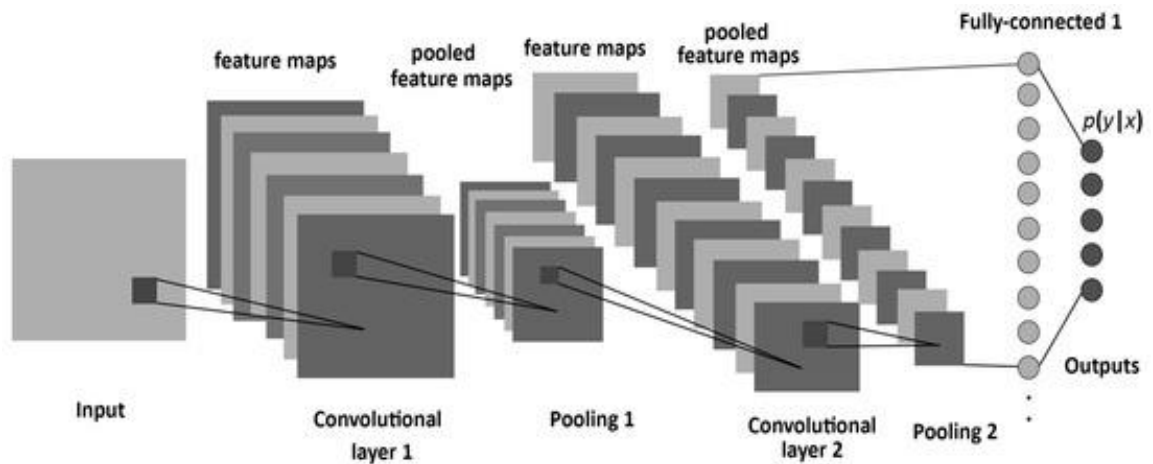 Fully-connected 1
pooled
feature maps
feature maps
pooled
feature maps
feature maps
p(y|x)
Outputs
Input
Convolutional
layer 1
Pooling 1
Convolutional
layer 2
Pooling 2